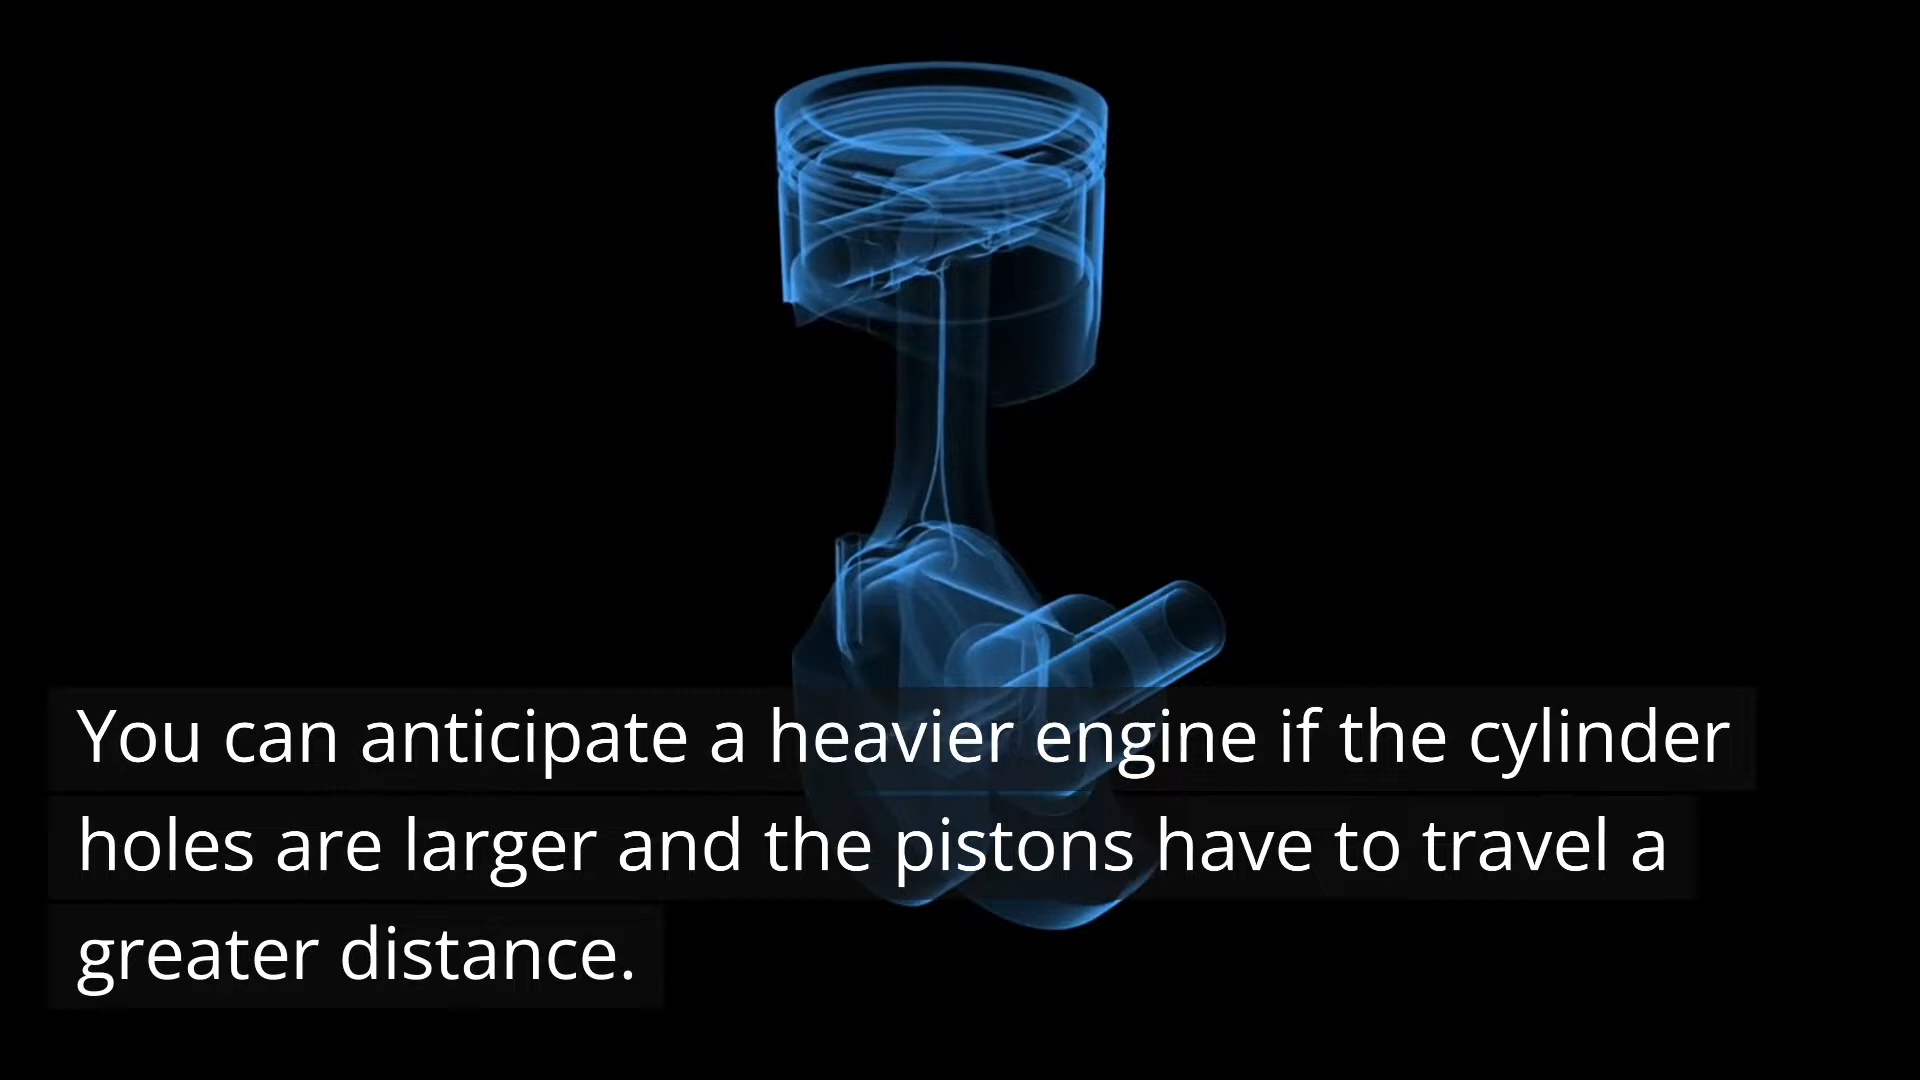 You can anticipate a heavier engine if the cylinder
holes are larger and the pistons have to travel a
greater distance.